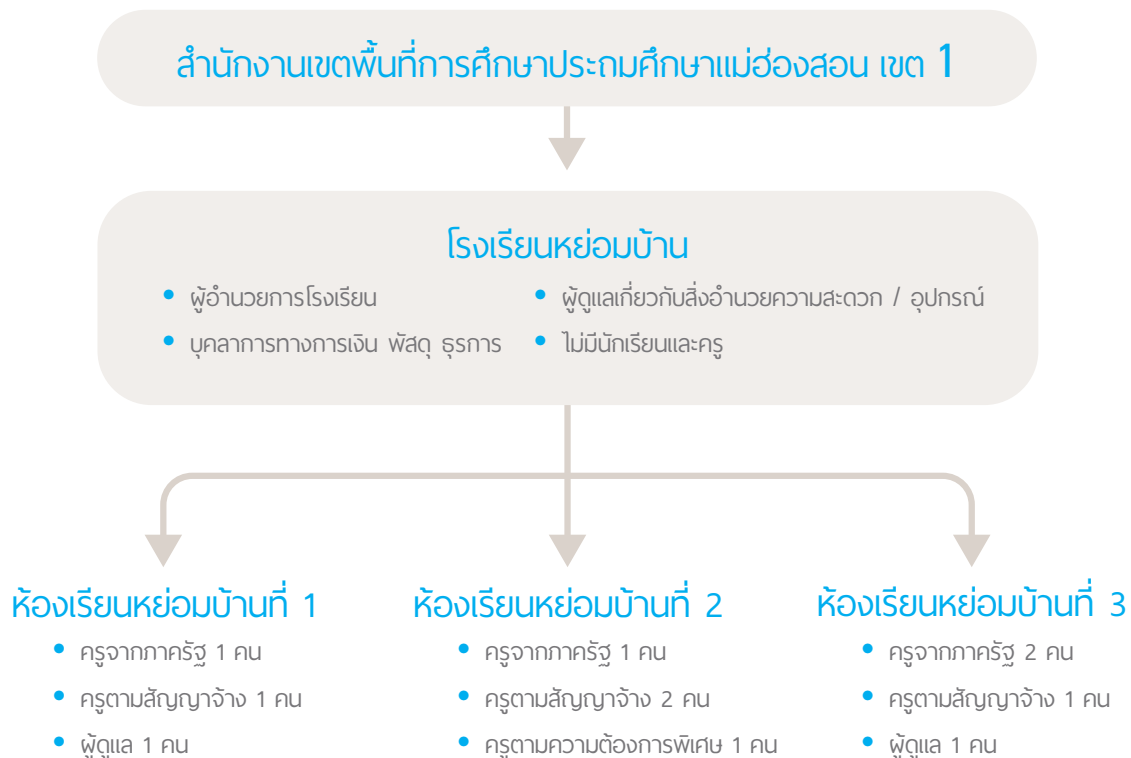 สำนักงานเขตพื้นที่การศึกษาประถมศึกษาแม่ฮ่องสอน เขต 1
โรงเรียนหย่อมบ้าน
• ผู้อำนวยการโรงเรียน
• ผู้ดูแลเกี่ยวกับสิ่งอำนวยความสะดวก / อุปกรณ์
• บุคลาการทางการเงิน พัสดุ ธุรการ
• ไม่มีนักเรียนและครู
ห้องเรียนหย่อมบ้านที่ 1
• ครูจากภาครัฐ 1 คน
• ครูตามสัญญาจ้าง 1 คน
• ผู้ดูแล 1 คน
ห้องเรียนหย่อมบ้านที่ 2
• ครูจากภาครัฐ 1 คน
• ครูตามสัญญาจ้าง 2 คน
• ครูตามความต้องการพิเศษ 1 คน
ห้องเรียนหย่อมบ้านที่ 3
• ครูจากภาครัฐ 2 คน
• ครูตามสัญญาจ้าง 1 คน
• ผู้ดูแล 1 คน